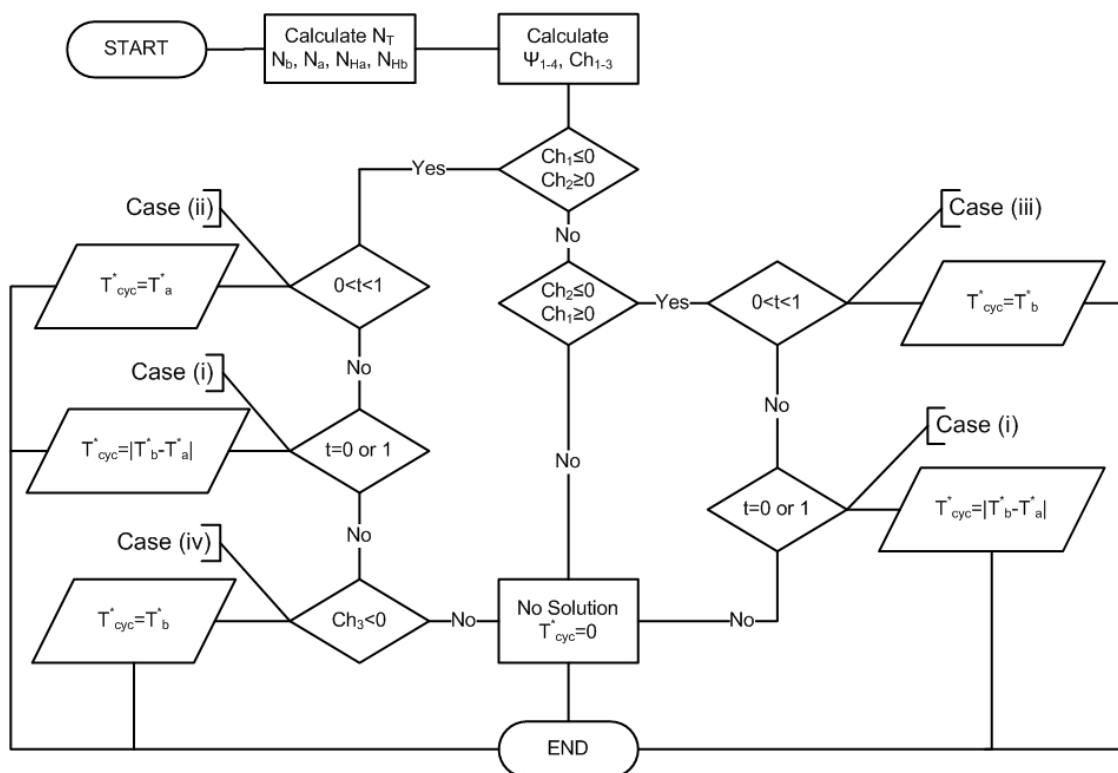 START
Calculate N_T
N_b, N_a, N_Ha, N_Hb
Calculate
Ψ_1-4, Ch_1-3
Ch_1≤0
Ch_2≥0
Yes
No
Case (ii)
T*_cyc=T*_a
0<t<1
No
Ch_2≤0
Ch_1≥0
Yes
0<t<1
Case (iii)
T*_cyc=T*_b
No
No
Case (i)
T*_cyc=|T*_b-T*_a|
t=0 or 1
No
t=0 or 1
Case (i)
T*_cyc=|T*_b-T*_a|
No
Case (iv)
T*_cyc=T*_b
Ch_3<0
No
No Solution
T*_cyc=0
END